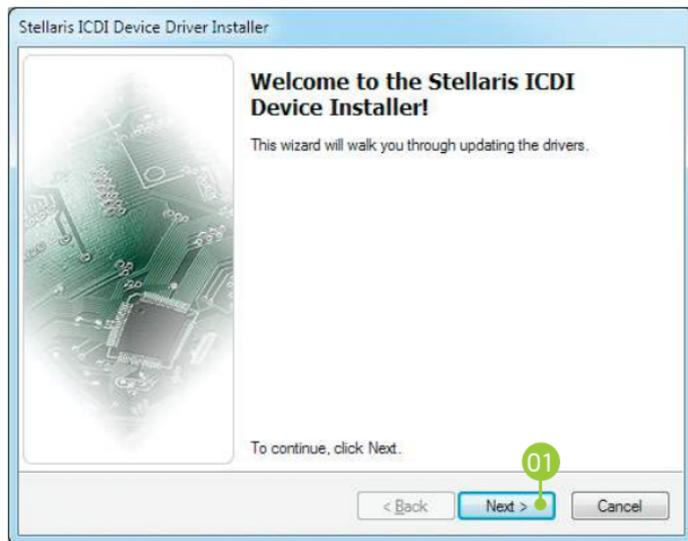 Stellaris ICDI Device Driver Installer
Welcome to the Stellaris ICDI
Device Installer!
This wizard will walk you through updating the drivers.
To continue, click Next.
01
< Back
Next >
Cancel